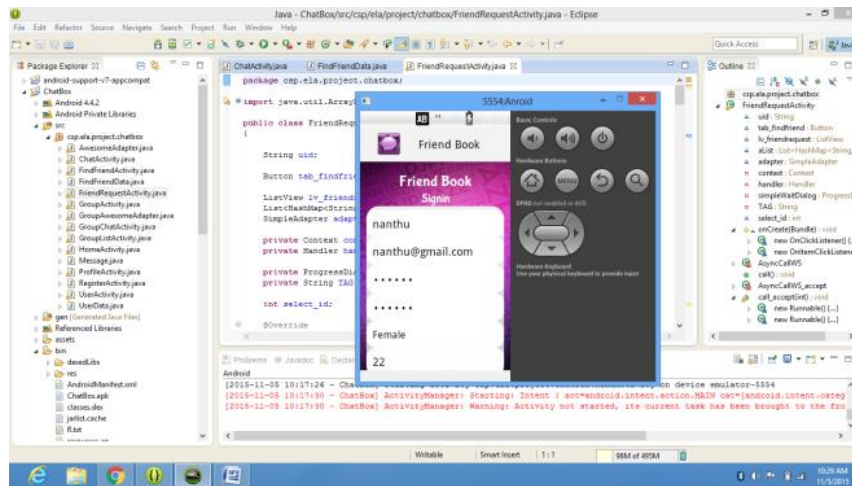 Java - ChatBox/src/csp/ela/project/chatbox/FriendRequestActivity.java - Eclipse
File Edit Refactor Source Navigate Search Project Run Window Help
Quick Access
Package Explorer
android-support-v7-appcompat
ChatBox
Android 4.4.2
Android Private Libraries
src
csp.ela.project.chatbox
AwesomeAdapter.java
ChatActivity.java
FindFriendActivity.java
FindFriendData.java
FriendRequestActivity.java
GroupActivity.java
GroupAwesomeAdapter.java
GroupChatActivity.java
GroupListActivity.java
HomeActivity.java
Message.java
ProfileActivity.java
RegisterActivity.java
UserActivity.java
UserData.java
gen [Generated Java Files]
Referenced Libraries
assets
bin
dexedLibs
res
AndroidManifest.xml
ChatBox.apk
classes.dex
jarlist.cache
R.txt
ChatActivity.java
FindFriendData.java
FriendRequestActivity.java
package csp.ela.project.chatbox;
import java.util.Array
public class FriendReq
{
String uid;
Button tab_findfrie
ListView lv_friend
List<HashMap<String
SimpleAdapter adap
private Context co
private Handler ha
private ProgressDi
private String TAG
int select_id;
@Override
5554:Anroid
Friend Book
Friend Book
Signin
nanthu
nanthu@gmail.com
......
......
Female
22
Basic Controls
Hardware Buttons
MENU
DPAD not enabled in AVD
Hardware Keyboard
Use your physical keyboard to provide input
Outline
csp.ela.project.chatbox
FriendRequestActivity
uid : String
tab_findfriend : Button
lv_friendrequest : ListView
aList : List<HashMap<String,
adapter : SimpleAdapter
context : Context
handler : Handler
simpleWaitDialog : ProgressD
TAG : String
select_id : int
onCreate(Bundle) : void
new OnClickListener() {
new OnItemClickListene
AsyncCallWS
call() : void
AsyncCallWS_accept
call_accept(int) : void
new Runnable() {...}
new Runnable() {...}
Problems Javadoc Declar
Android
on device emulator-5554
[2015-11-05 10:17:30 - ChatBox] ActivityManager: Starting: Intent { act=android.intent.action.MAIN cat=[android.intent.categ
[2015-11-05 10:17:30 - ChatBox] ActivityManager: Warning: Activity not started, its current task has been brought to the fro
Writable Smart Insert 1 : 1 98M of 495M
10:29 AM
11/5/2015